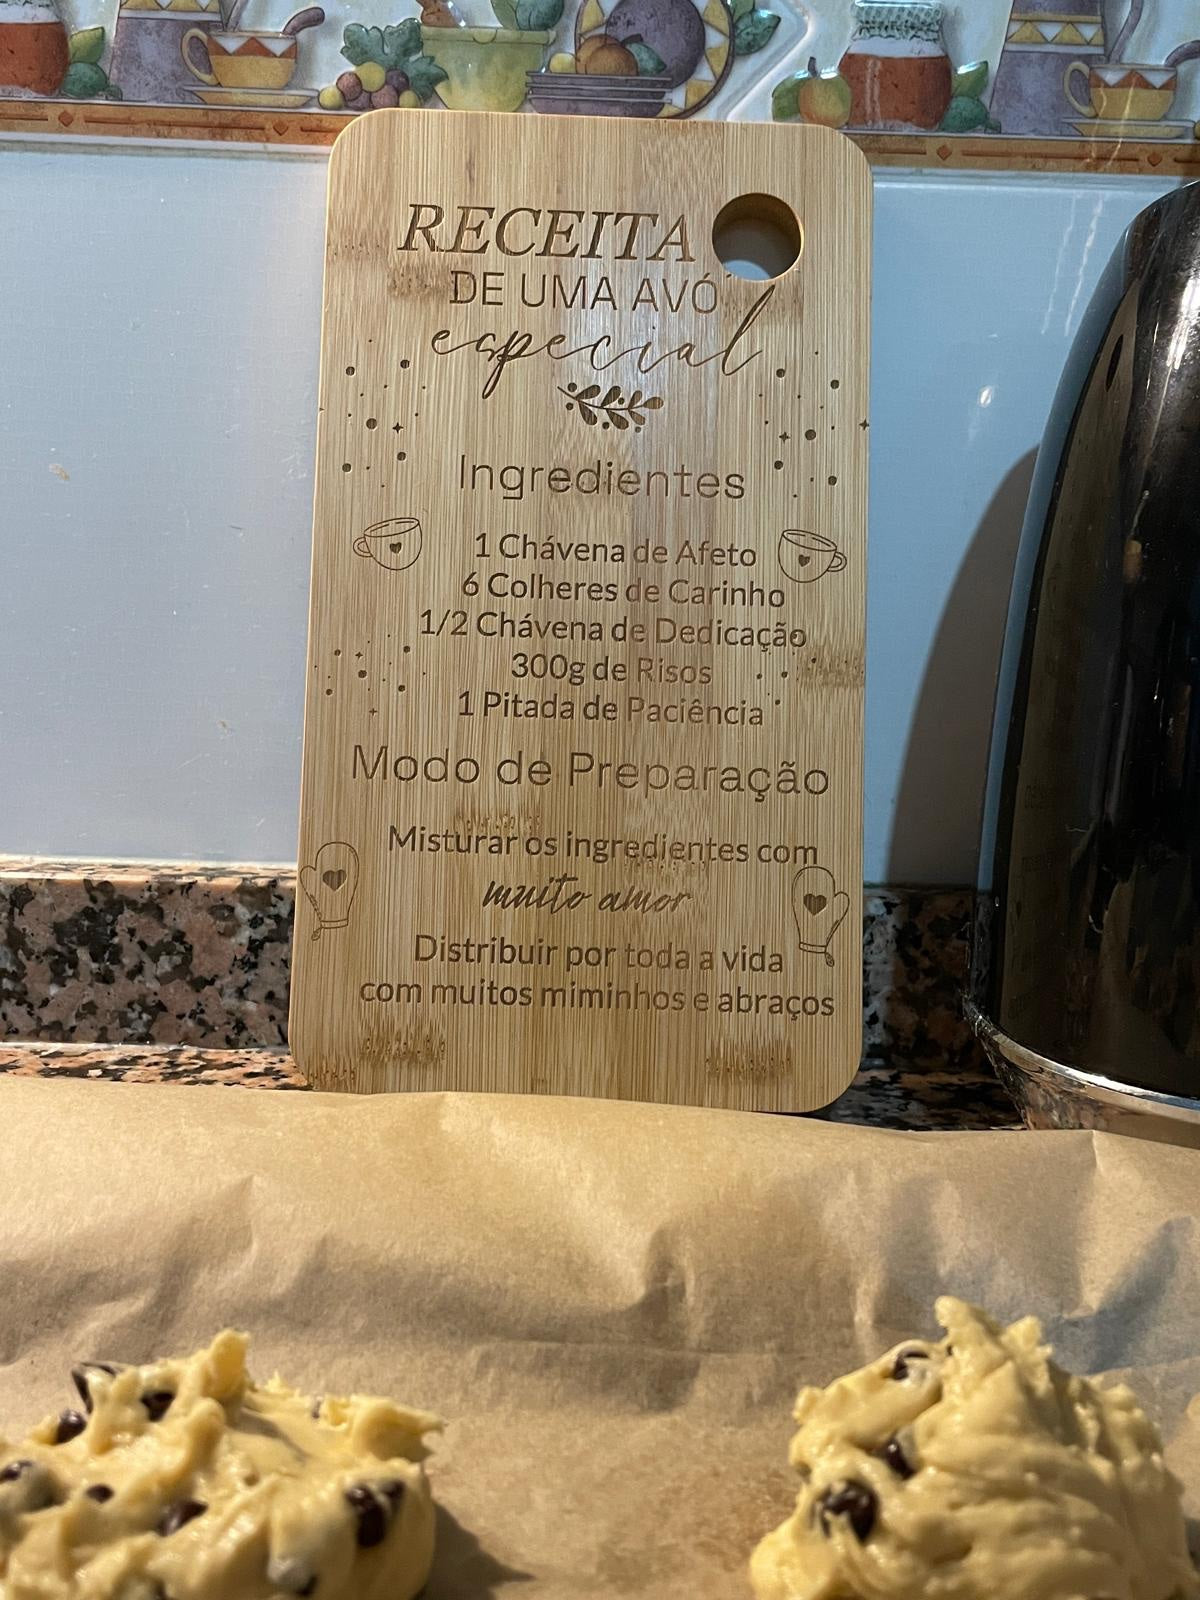 RECEITA
DE UMA AVÓ
especial
Ingredientes
1 Chávena de Afeto
6 Colheres de Carinho
1/2 Chávena de Dedicação
300g de Risos
1 Pitada de Paciência
Modo de Preparação
Misturar os ingredientes com
muito amor
Distribuir por toda a vida
com muitos miminhos e abraços